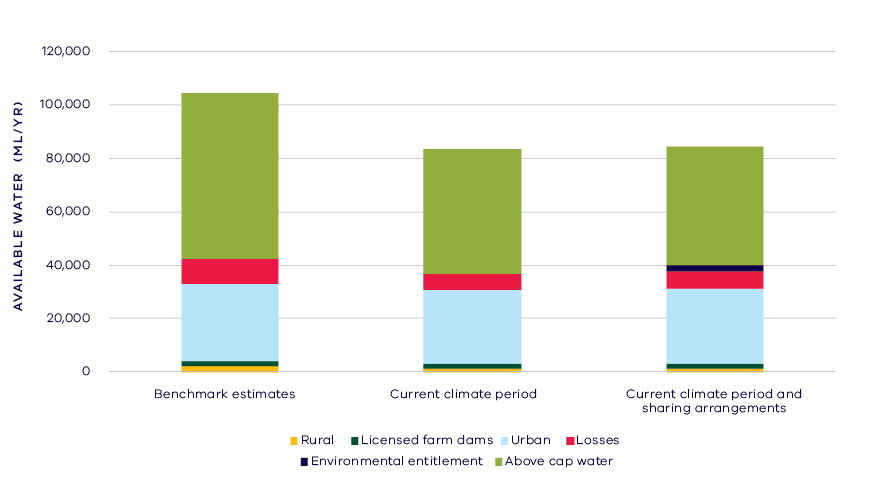 120,000
100,000
80,000
60,000
40,000
20,000
0
AVAILABLE WATER (ML/YR)
Benchmark estimates
Current climate period
Current climate period and
sharing arrangements
Rural Licensed farm dams Urban Losses
Environmental entitlement Above cap water